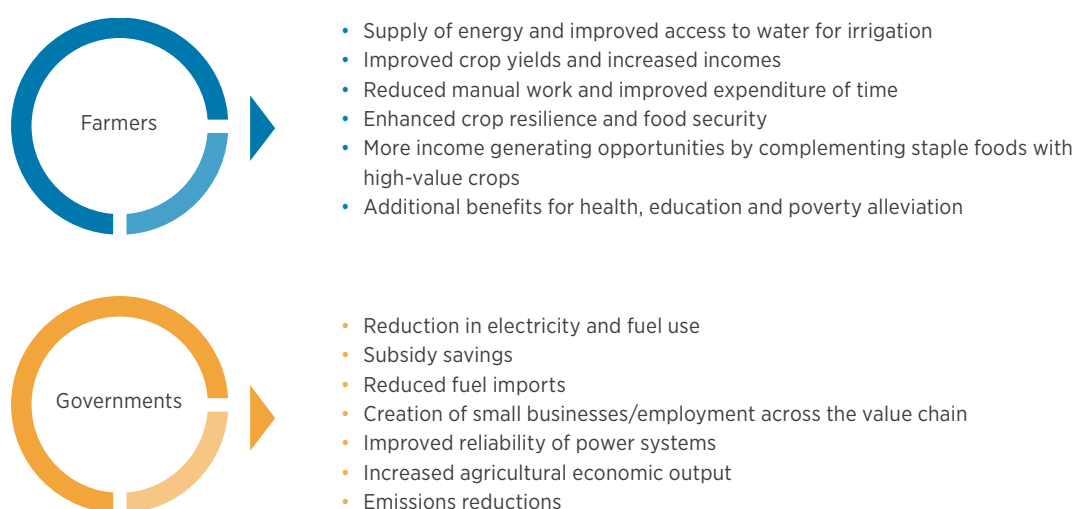 Farmers
• Supply of energy and improved access to water for irrigation
• Improved crop yields and increased incomes
• Reduced manual work and improved expenditure of time
• Enhanced crop resilience and food security
• More income generating opportunities by complementing staple foods with
high-value crops
• Additional benefits for health, education and poverty alleviation
Governments
• Reduction in electricity and fuel use
• Subsidy savings
• Reduced fuel imports
• Creation of small businesses/employment across the value chain
• Improved reliability of power systems
• Increased agricultural economic output
• Emissions reductions